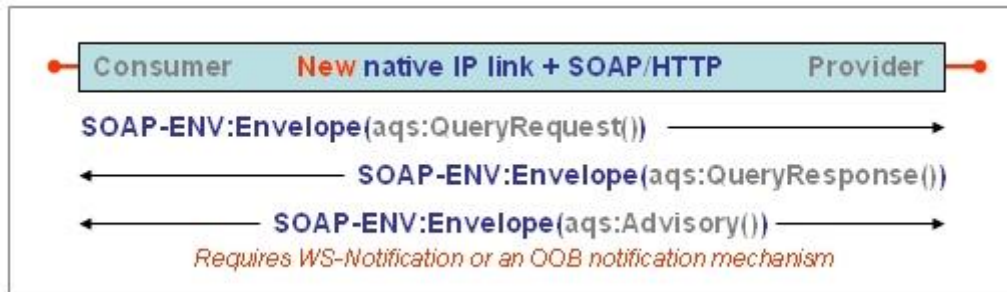 Consumer New native IP link + SOAP/HTTP Provider
SOAP-ENV:Envelope(aqs:QueryRequest())
SOAP-ENV:Envelope(aqs:QueryResponse())
SOAP-ENV:Envelope(aqs:Advisory())
Requires WS-Notification or an OOB notification mechanism